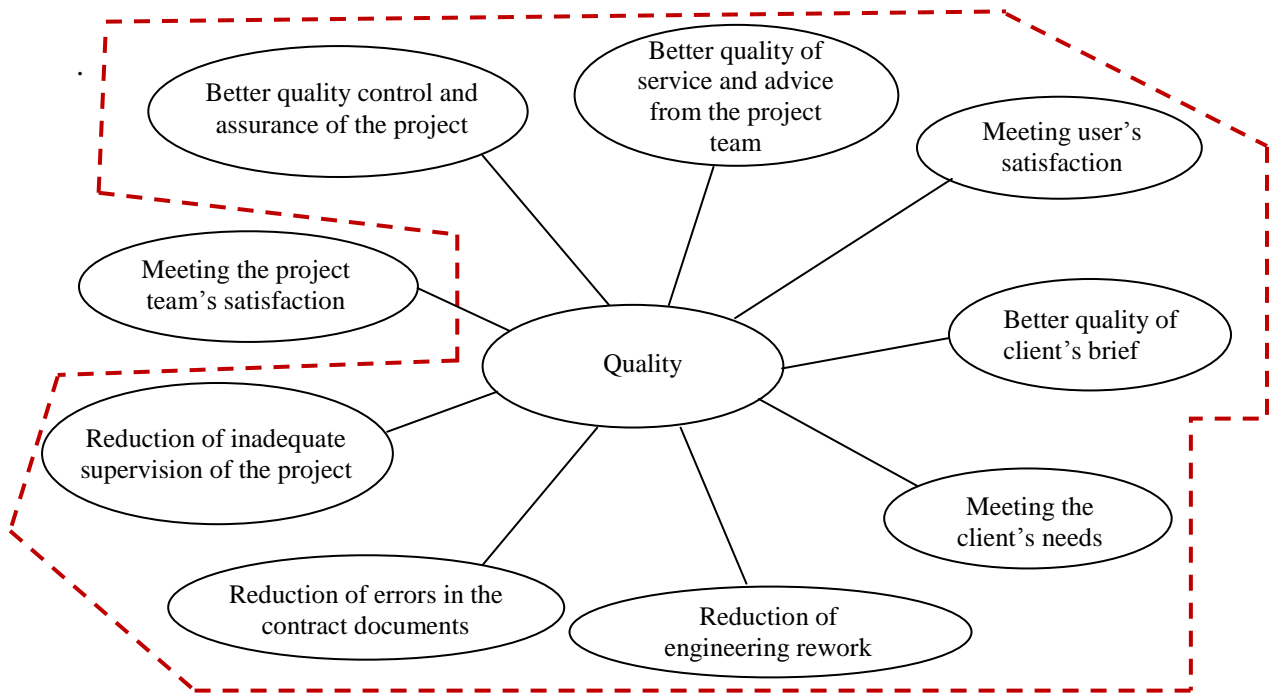 Better quality control and
assurance of the project
Better quality of
service and advice
from the project
team
Meeting user’s
satisfaction
Meeting the project
team’s satisfaction
Quality
Better quality of
client’s brief
Reduction of inadequate
supervision of the project
Meeting the
client’s needs
Reduction of errors in the
contract documents
Reduction of
engineering rework